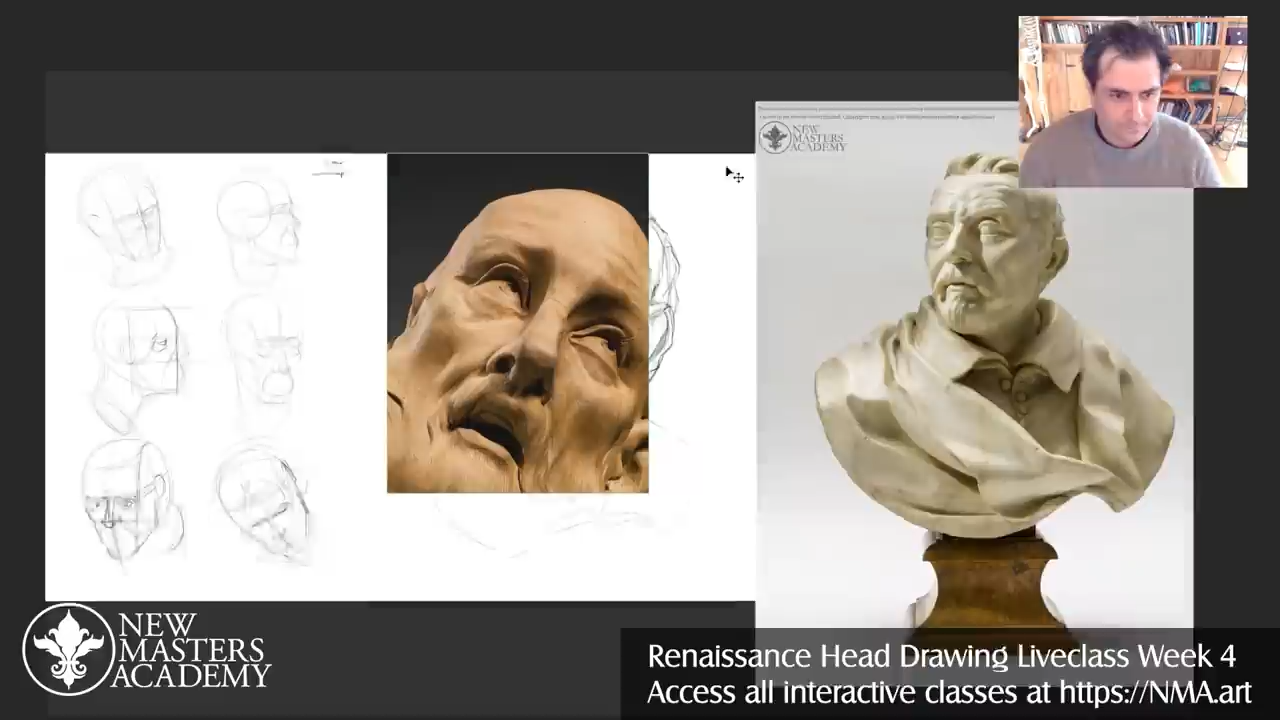 NEW
MASTERS
ACADEMY
NEW
MASTERS
ACADEMY
Renaissance Head Drawing Liveclass Week 4
Access all interactive classes at https://NMA.art